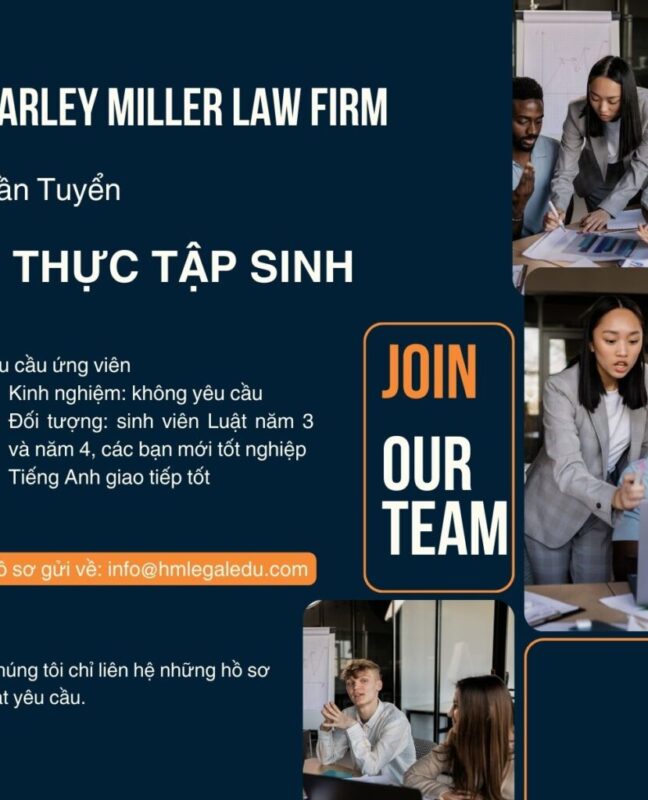 ARLEY MILLER LAW FIRM
ần Tuyển
THỰC TẬP SINH
u cầu ứng viên
Kinh nghiệm: không yêu cầu
Đối tượng: sinh viên Luật năm 3
và năm 4, các bạn mới tốt nghiệp
Tiếng Anh giao tiếp tốt
JOIN
OUR
TEAM
ồ sơ gửi về: info@hmlegaledu.com
húng tôi chỉ liên hệ những hồ sơ
ạt yêu cầu.